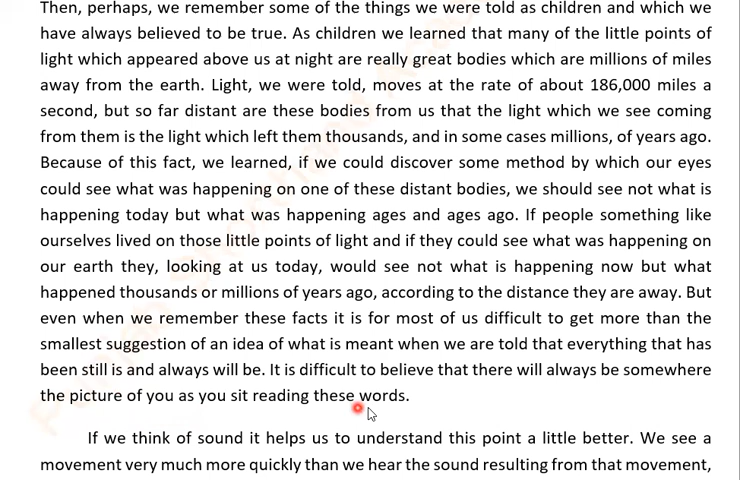 Then, perhaps, we remember some of the things we were told as children and which we
have always believed to be true. As children we learned that many of the little points of
light which appeared above us at night are really great bodies which are millions of miles
away from the earth. Light, we were told, moves at the rate of about 186,000 miles a
second, but so far distant are these bodies from us that the light which we see coming
from them is the light which left them thousands, and in some cases millions, of years ago.
Because of this fact, we learned, if we could discover some method by which our eyes
could see what was happening on one of these distant bodies, we should see not what is
happening today but what was happening ages and ages ago. If people something like
ourselves lived on those little points of light and if they could see what was happening on
our earth they, looking at us today, would see not what is happening now but what
happened thousands or millions of years ago, according to the distance they are away. But
even when we remember these facts it is for most of us difficult to get more than the
smallest suggestion of an idea of what is meant when we are told that everything that has
been still is and always will be. It is difficult to believe that there will always be somewhere
the picture of you as you sit reading these words.
If we think of sound it helps us to understand this point a little better. We see a
movement very much more quickly than we hear the sound resulting from that movement,